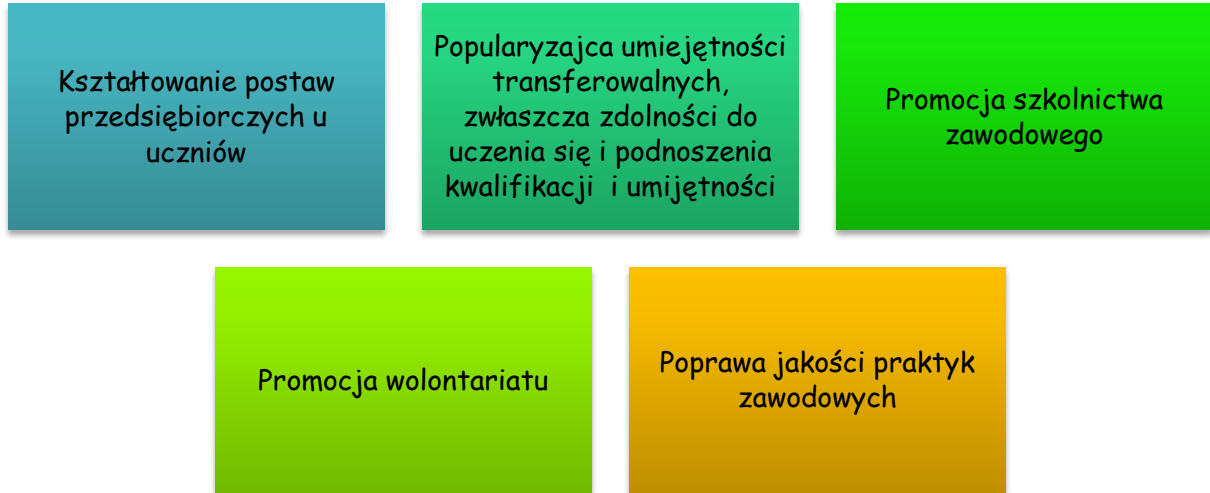 Kształtowanie postaw
przedsiębiorczych u
uczniów
Popularyzajca umiejętności
transferowalnych,
zwłaszcza zdolności do
uczenia się i podnoszenia
kwalifikacji i umijętności
Promocja szkolnictwa
zawodowego
Promocja wolontariatu
Poprawa jakości praktyk
zawodowych